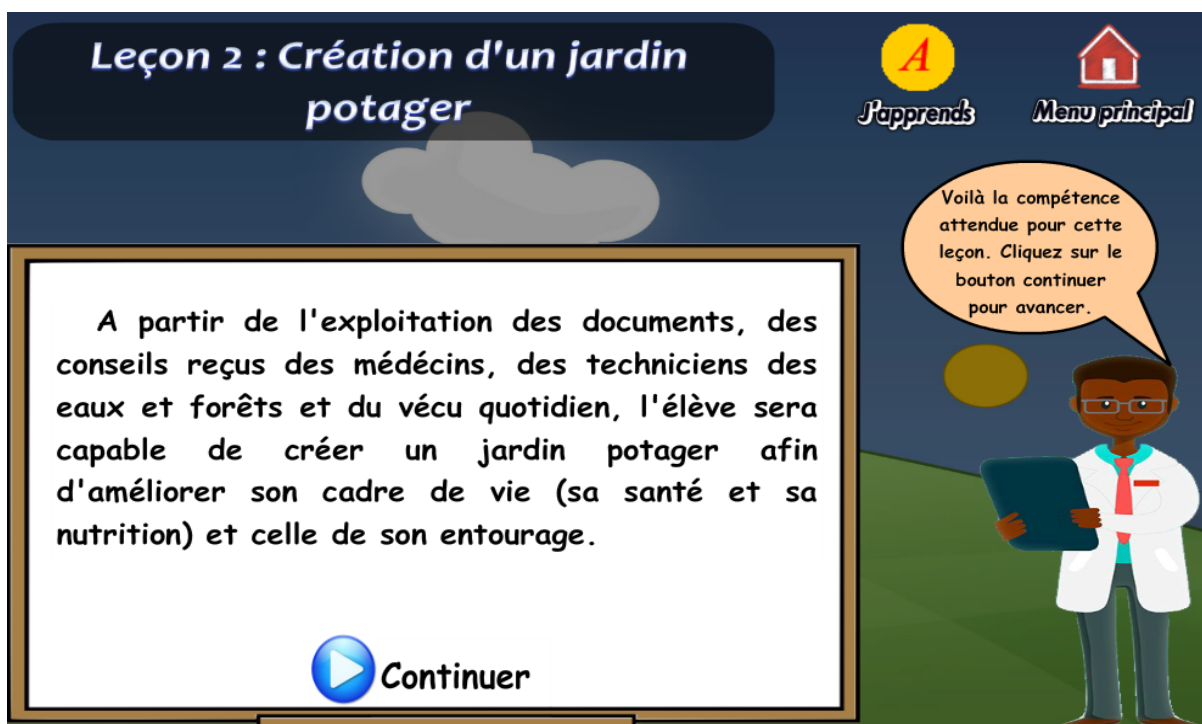 Leçon 2 : Création d'un jardin
potager
A
J'apprends
Menu principal
Voilà la compétence
attendue pour cette
leçon. Cliquez sur le
bouton continuer
pour avancer.
A partir de l'exploitation des documents, des
conseils reçus des médécins, des techniciens des
eaux et forêts et du vécu quotidien, l'élève sera
capable de créer un jardin potager afin
d'améliorer son cadre de vie (sa santé et sa
nutrition) et celle de son entourage.
Continuer